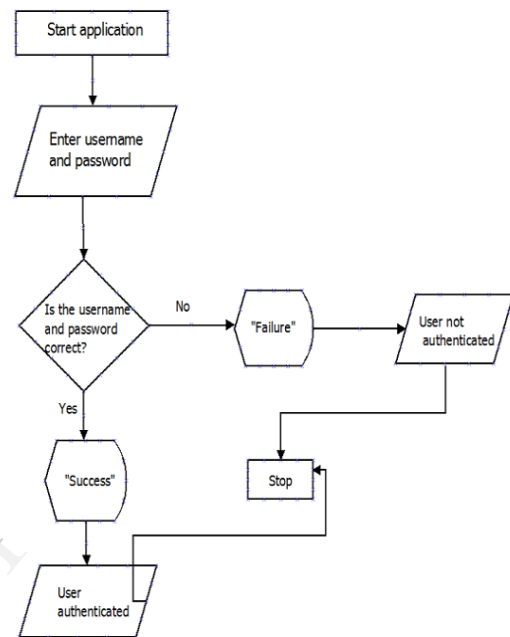 Start application
Enter username
and password
Is the username
and password
correct?
No
"Failure"
User not
authenticated
Yes
"Success"
Stop
User
authenticated